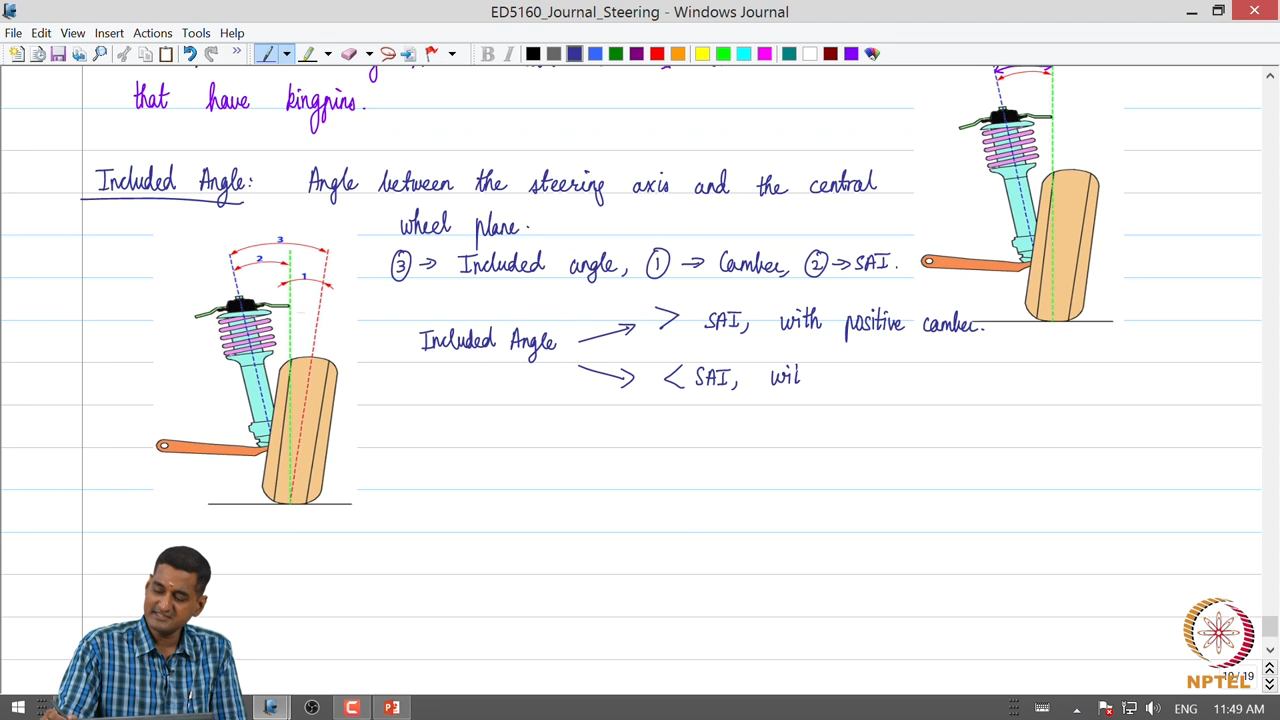 ED5160_Journal_Steering - Windows Journal
File Edit View Insert Actions Tools Help
that have kingpins.
Included Angle: Angle between the steering axis and the central
wheel plane.
3
2
1
③ → Included angle, ① → Camber, ② → SAI.
Included Angle > SAI, with positive camber.
< SAI, wit
NPTEL
ENG 11:49 AM